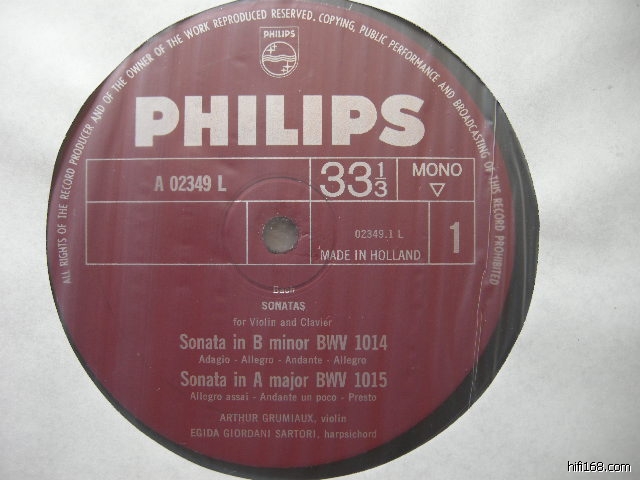 ALL RIGHTS OF THE RECORD PRODUCER AND OF THE OWNER OF THE WORK REPRODUCED RESERVED. COPYING, PUBLIC PERFORMANCE AND BROADCASTING OF THIS RECORD PROHIBITED
PHILIPS
PHILIPS
A 02349 L
33 1/3
MONO
02349.1 L
1
MADE IN HOLLAND
Bach
SONATAS
for Violin and Clavier
Sonata in B minor BWV 1014
Adagio - Allegro - Andante - Allegro
Sonata in A major BWV 1015
Allegro assai - Andante un poco - Presto
ARTHUR GRUMIAUX, violin
EGIDA GIORDANI SARTORI, harpsichord
hifi168.com